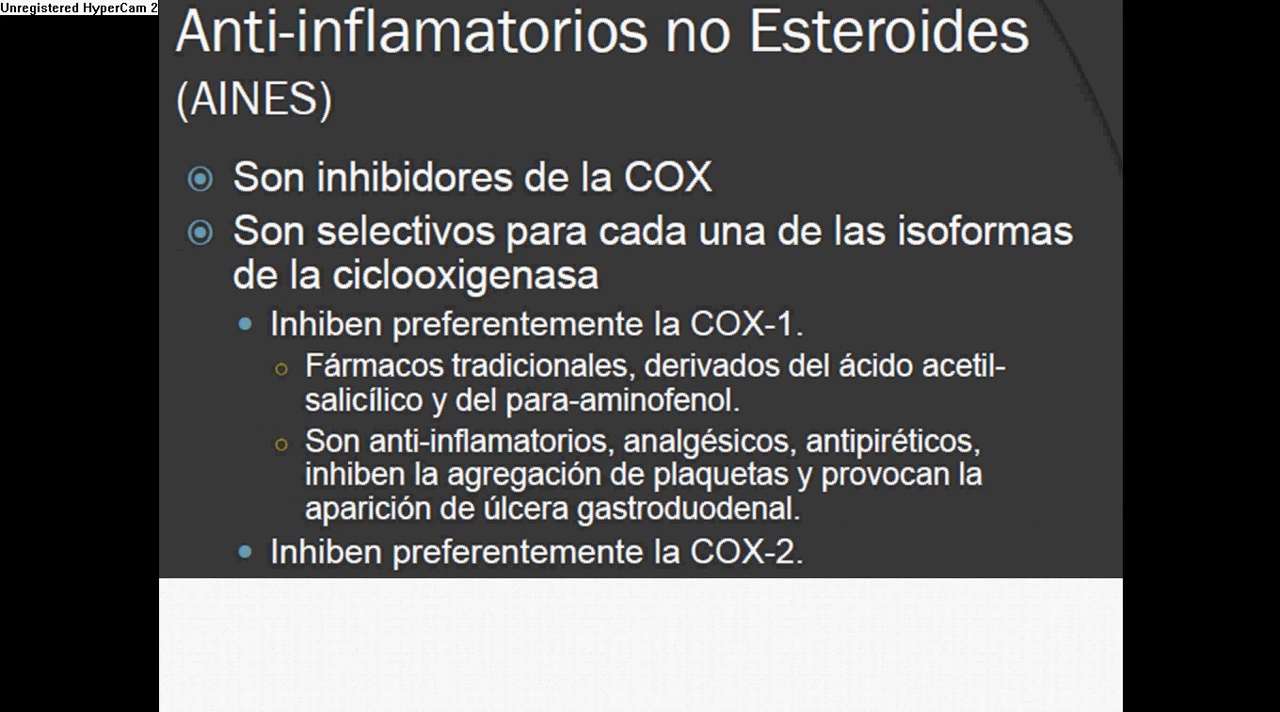 Unregistered HyperCam 2
Anti-inflamatorios no Esteroides
(AINES)
Son inhibidores de la COX
Son selectivos para cada una de las isoformas
de la ciclooxigenasa
Inhiben preferentemente la COX-1.
Fármacos tradicionales, derivados del ácido acetil-
salicílico y del para-aminofenol.
Son anti-inflamatorios, analgésicos, antipiréticos,
inhiben la agregación de plaquetas y provocan la
aparición de úlcera gastroduodenal.
Inhiben preferentemente la COX-2.